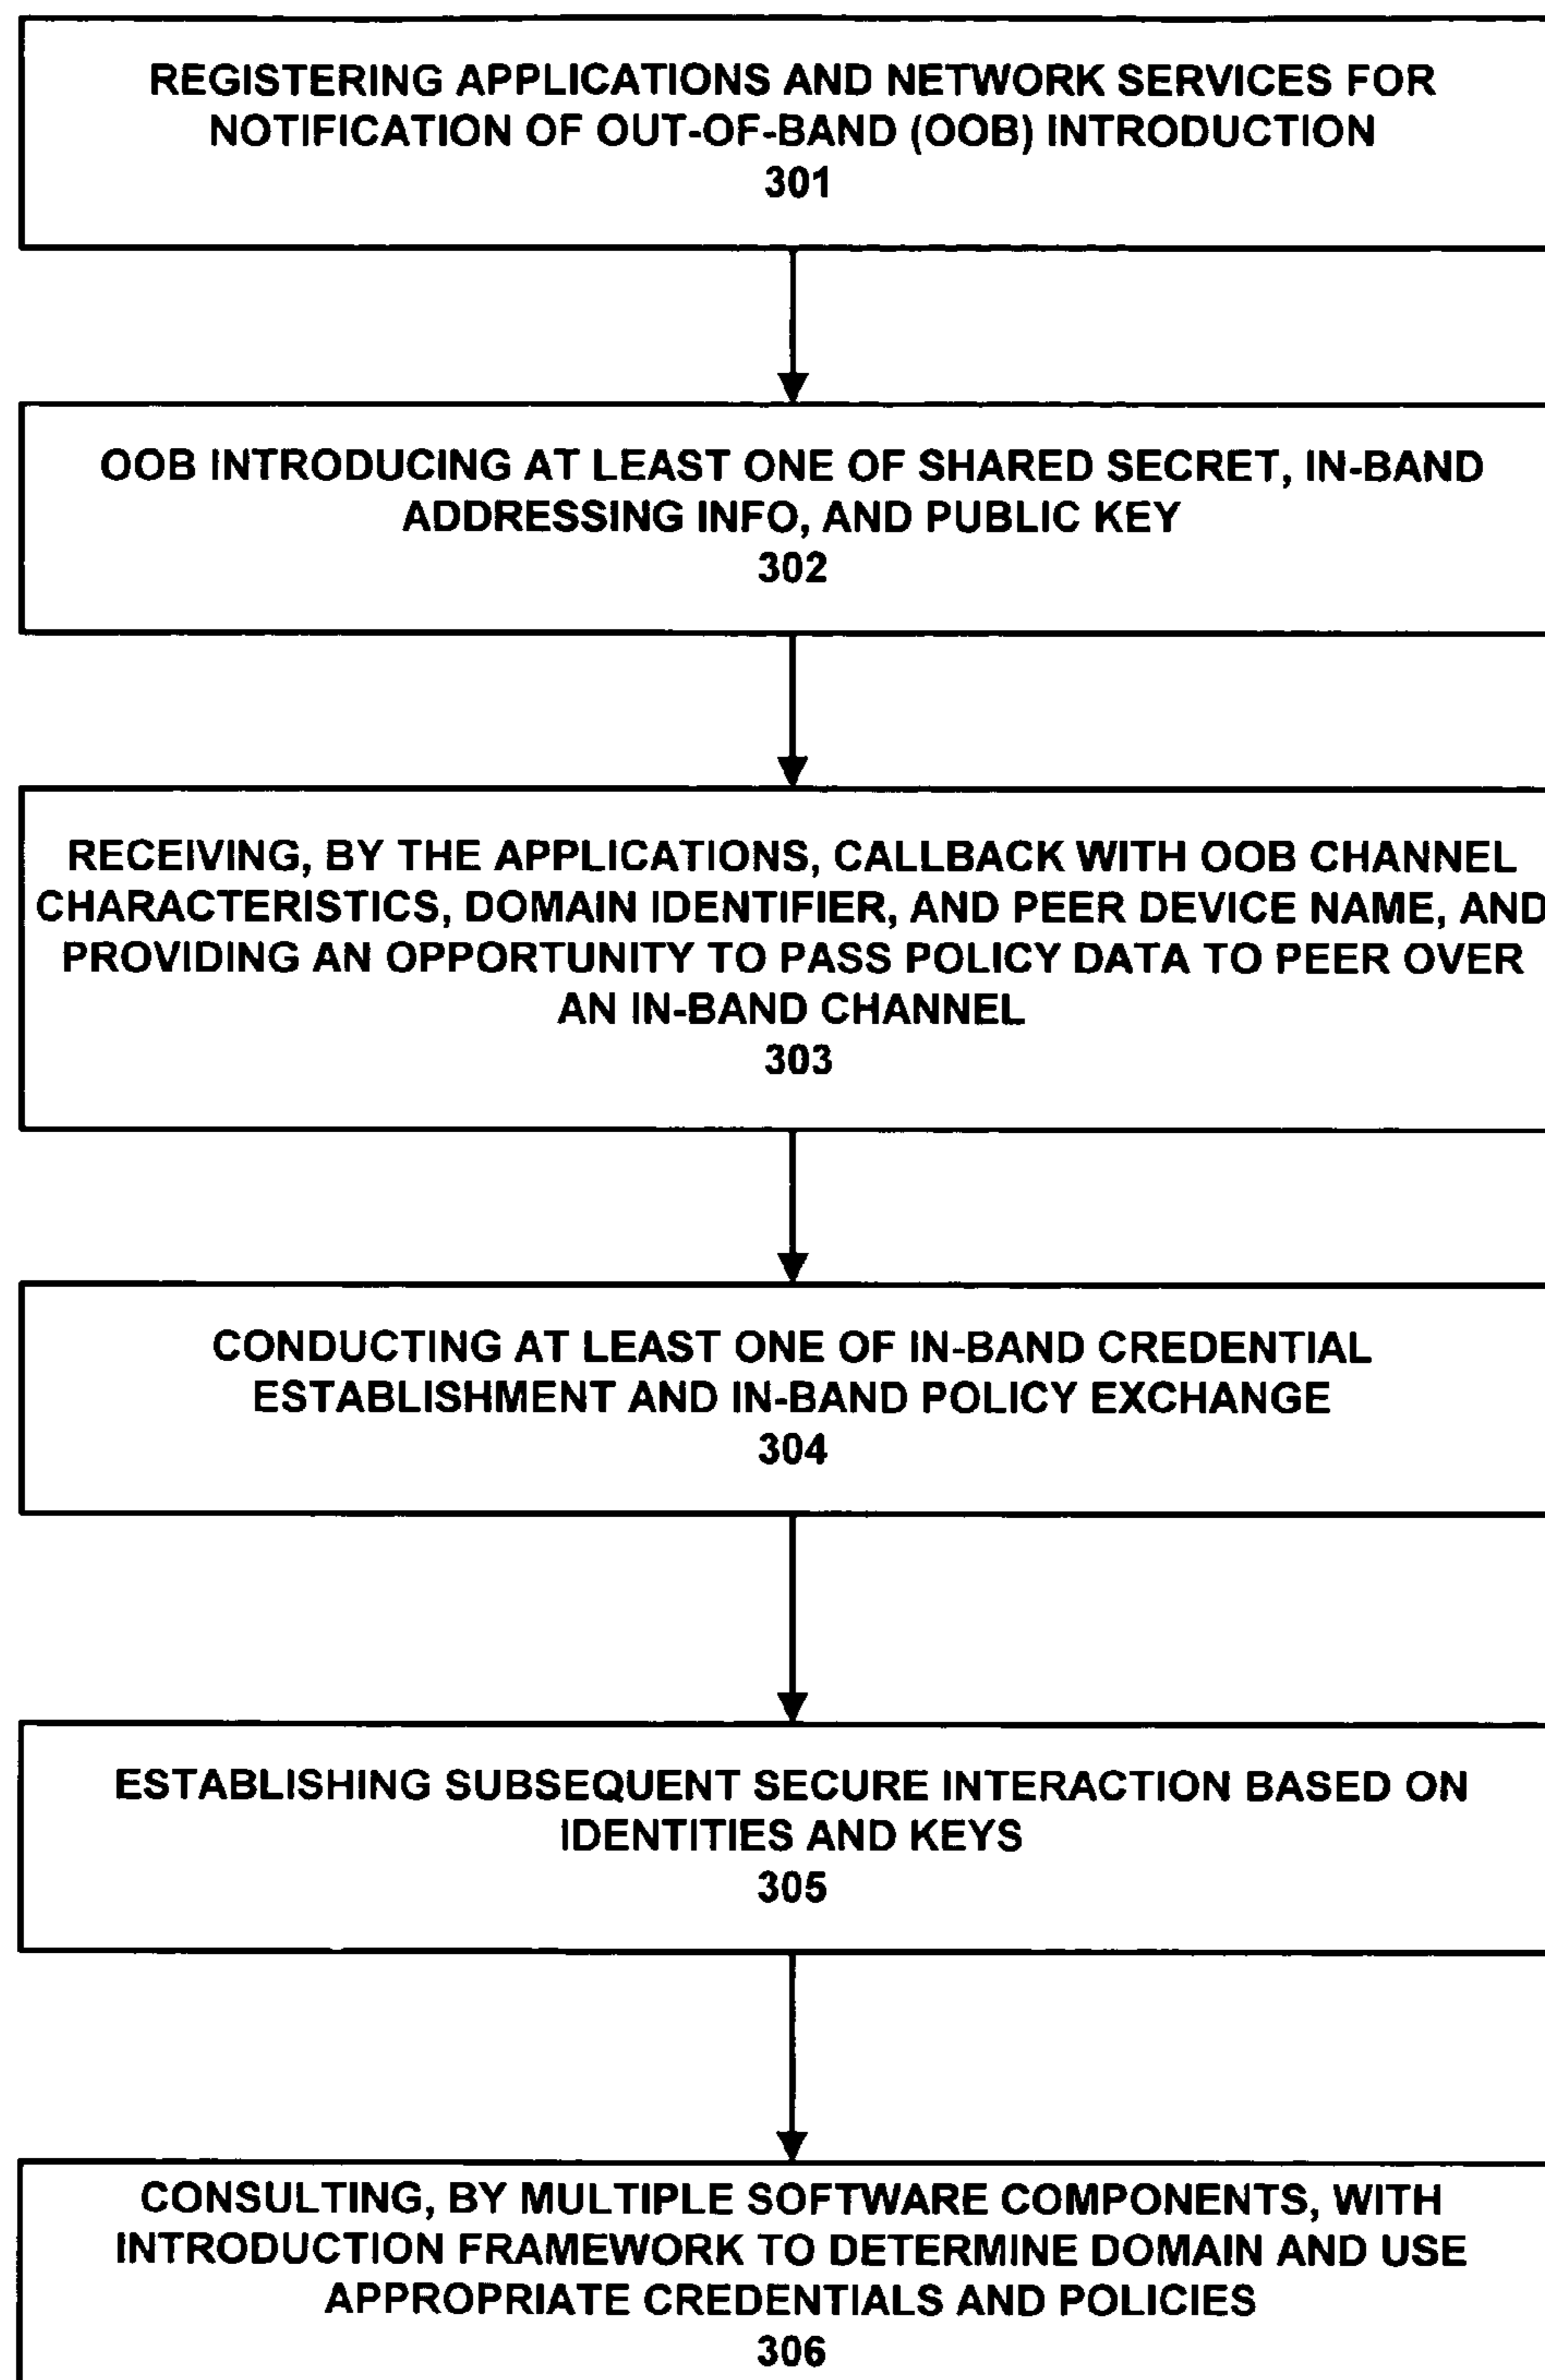 REGISTERING APPLICATIONS AND NETWORK SERVICES FOR
NOTIFICATION OF OUT-OF-BAND (OOB) INTRODUCTION
301
OOB INTRODUCING AT LEAST ONE OF SHARED SECRET, IN-BAND
ADDRESSING INFO, AND PUBLIC KEY
302
RECEIVING, BY THE APPLICATIONS, CALLBACK WITH OOB CHANNEL
CHARACTERISTICS, DOMAIN IDENTIFIER, AND PEER DEVICE NAME, AND
PROVIDING AN OPPORTUNITY TO PASS POLICY DATA TO PEER OVER
AN IN-BAND CHANNEL
303
CONDUCTING AT LEAST ONE OF IN-BAND CREDENTIAL
ESTABLISHMENT AND IN-BAND POLICY EXCHANGE
304
ESTABLISHING SUBSEQUENT SECURE INTERACTION BASED ON
IDENTITIES AND KEYS
305
CONSULTING, BY MULTIPLE SOFTWARE COMPONENTS, WITH
INTRODUCTION FRAMEWORK TO DETERMINE DOMAIN AND USE
APPROPRIATE CREDENTIALS AND POLICIES
306